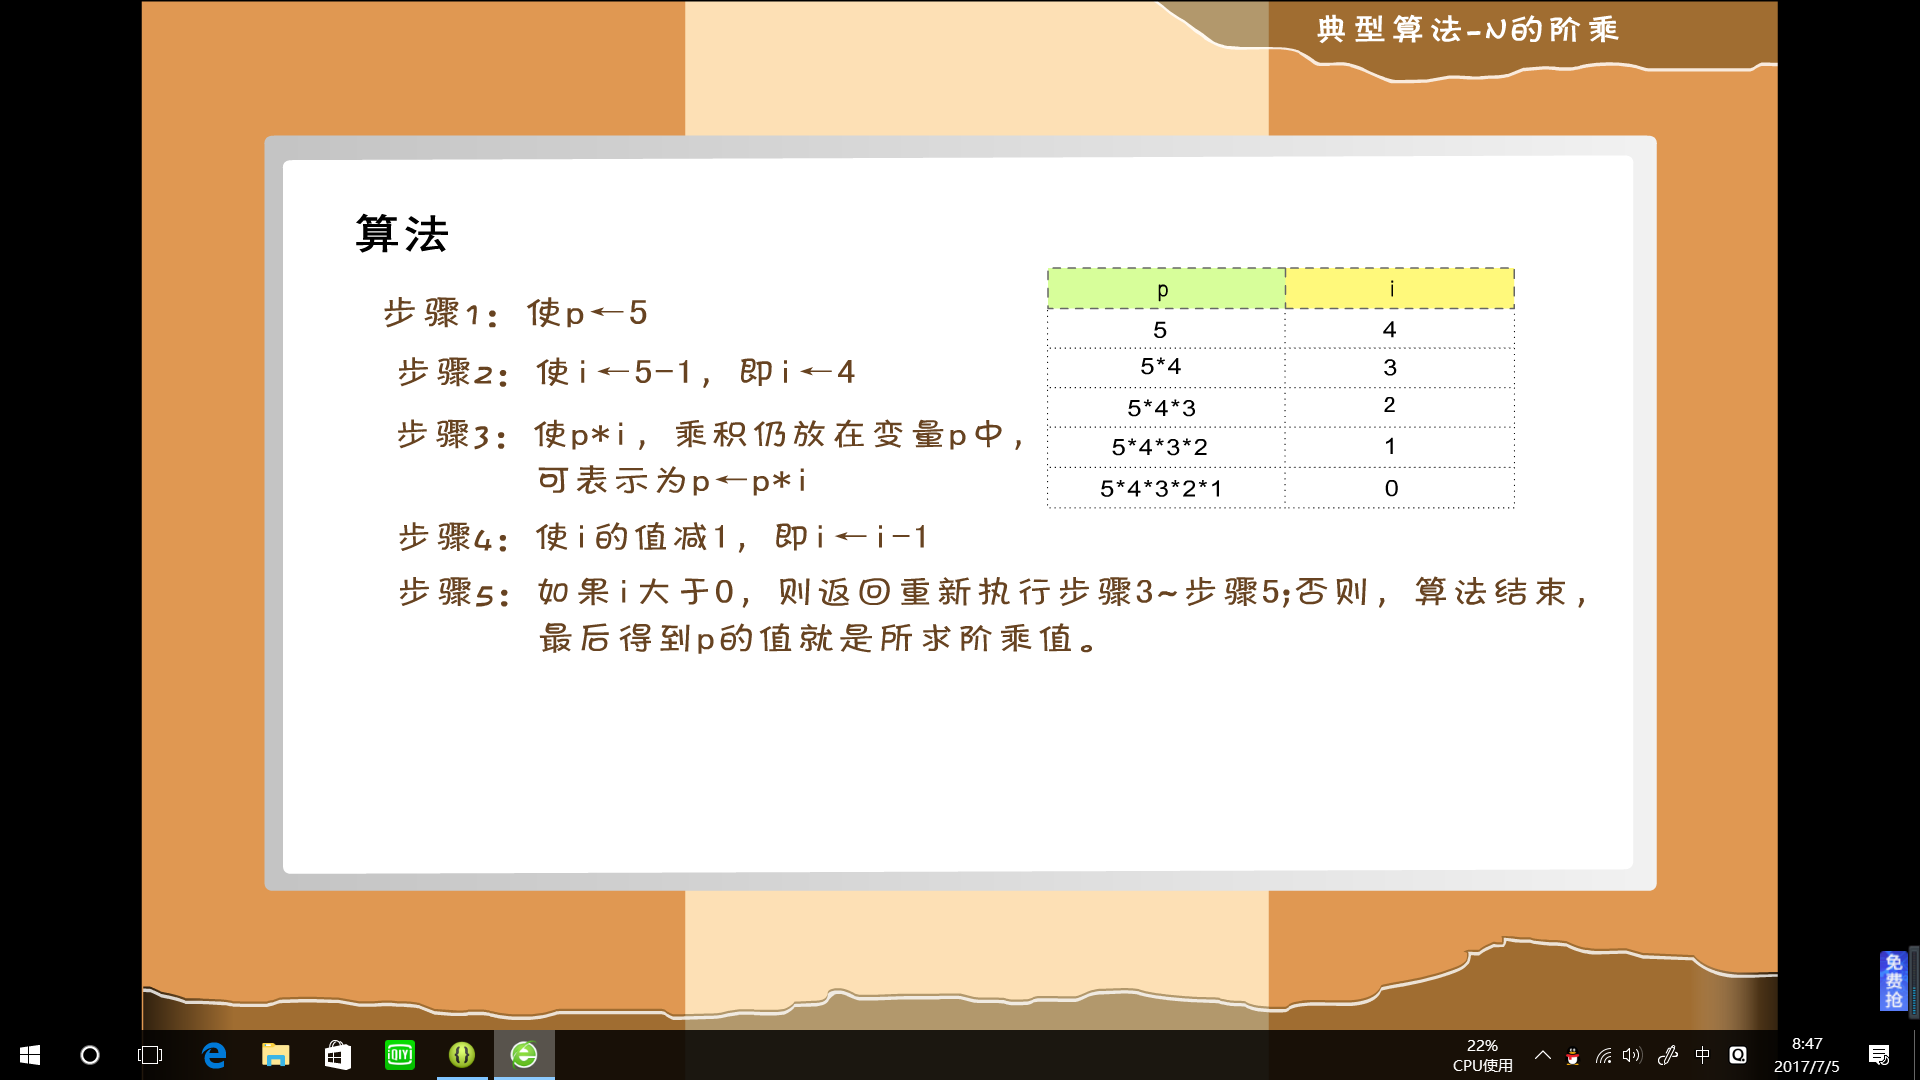 典型算法-N的阶乘
算法
步骤1：使p←5
步骤2：使i←5-1，即i←4
步骤3：使p*i，乘积仍放在变量p中，
可表示为p←p*i
步骤4：使i的值减1，即i←i-1
步骤5：如果i大于0，则返回重新执行步骤3~步骤5;否则，算法结束，
最后得到p的值就是所求阶乘值。
p i
5 4
5*4 3
5*4*3 2
5*4*3*2 1
5*4*3*2*1 0
免费抢
QIYI
22%
CPU使用
中
8:47
2017/7/5